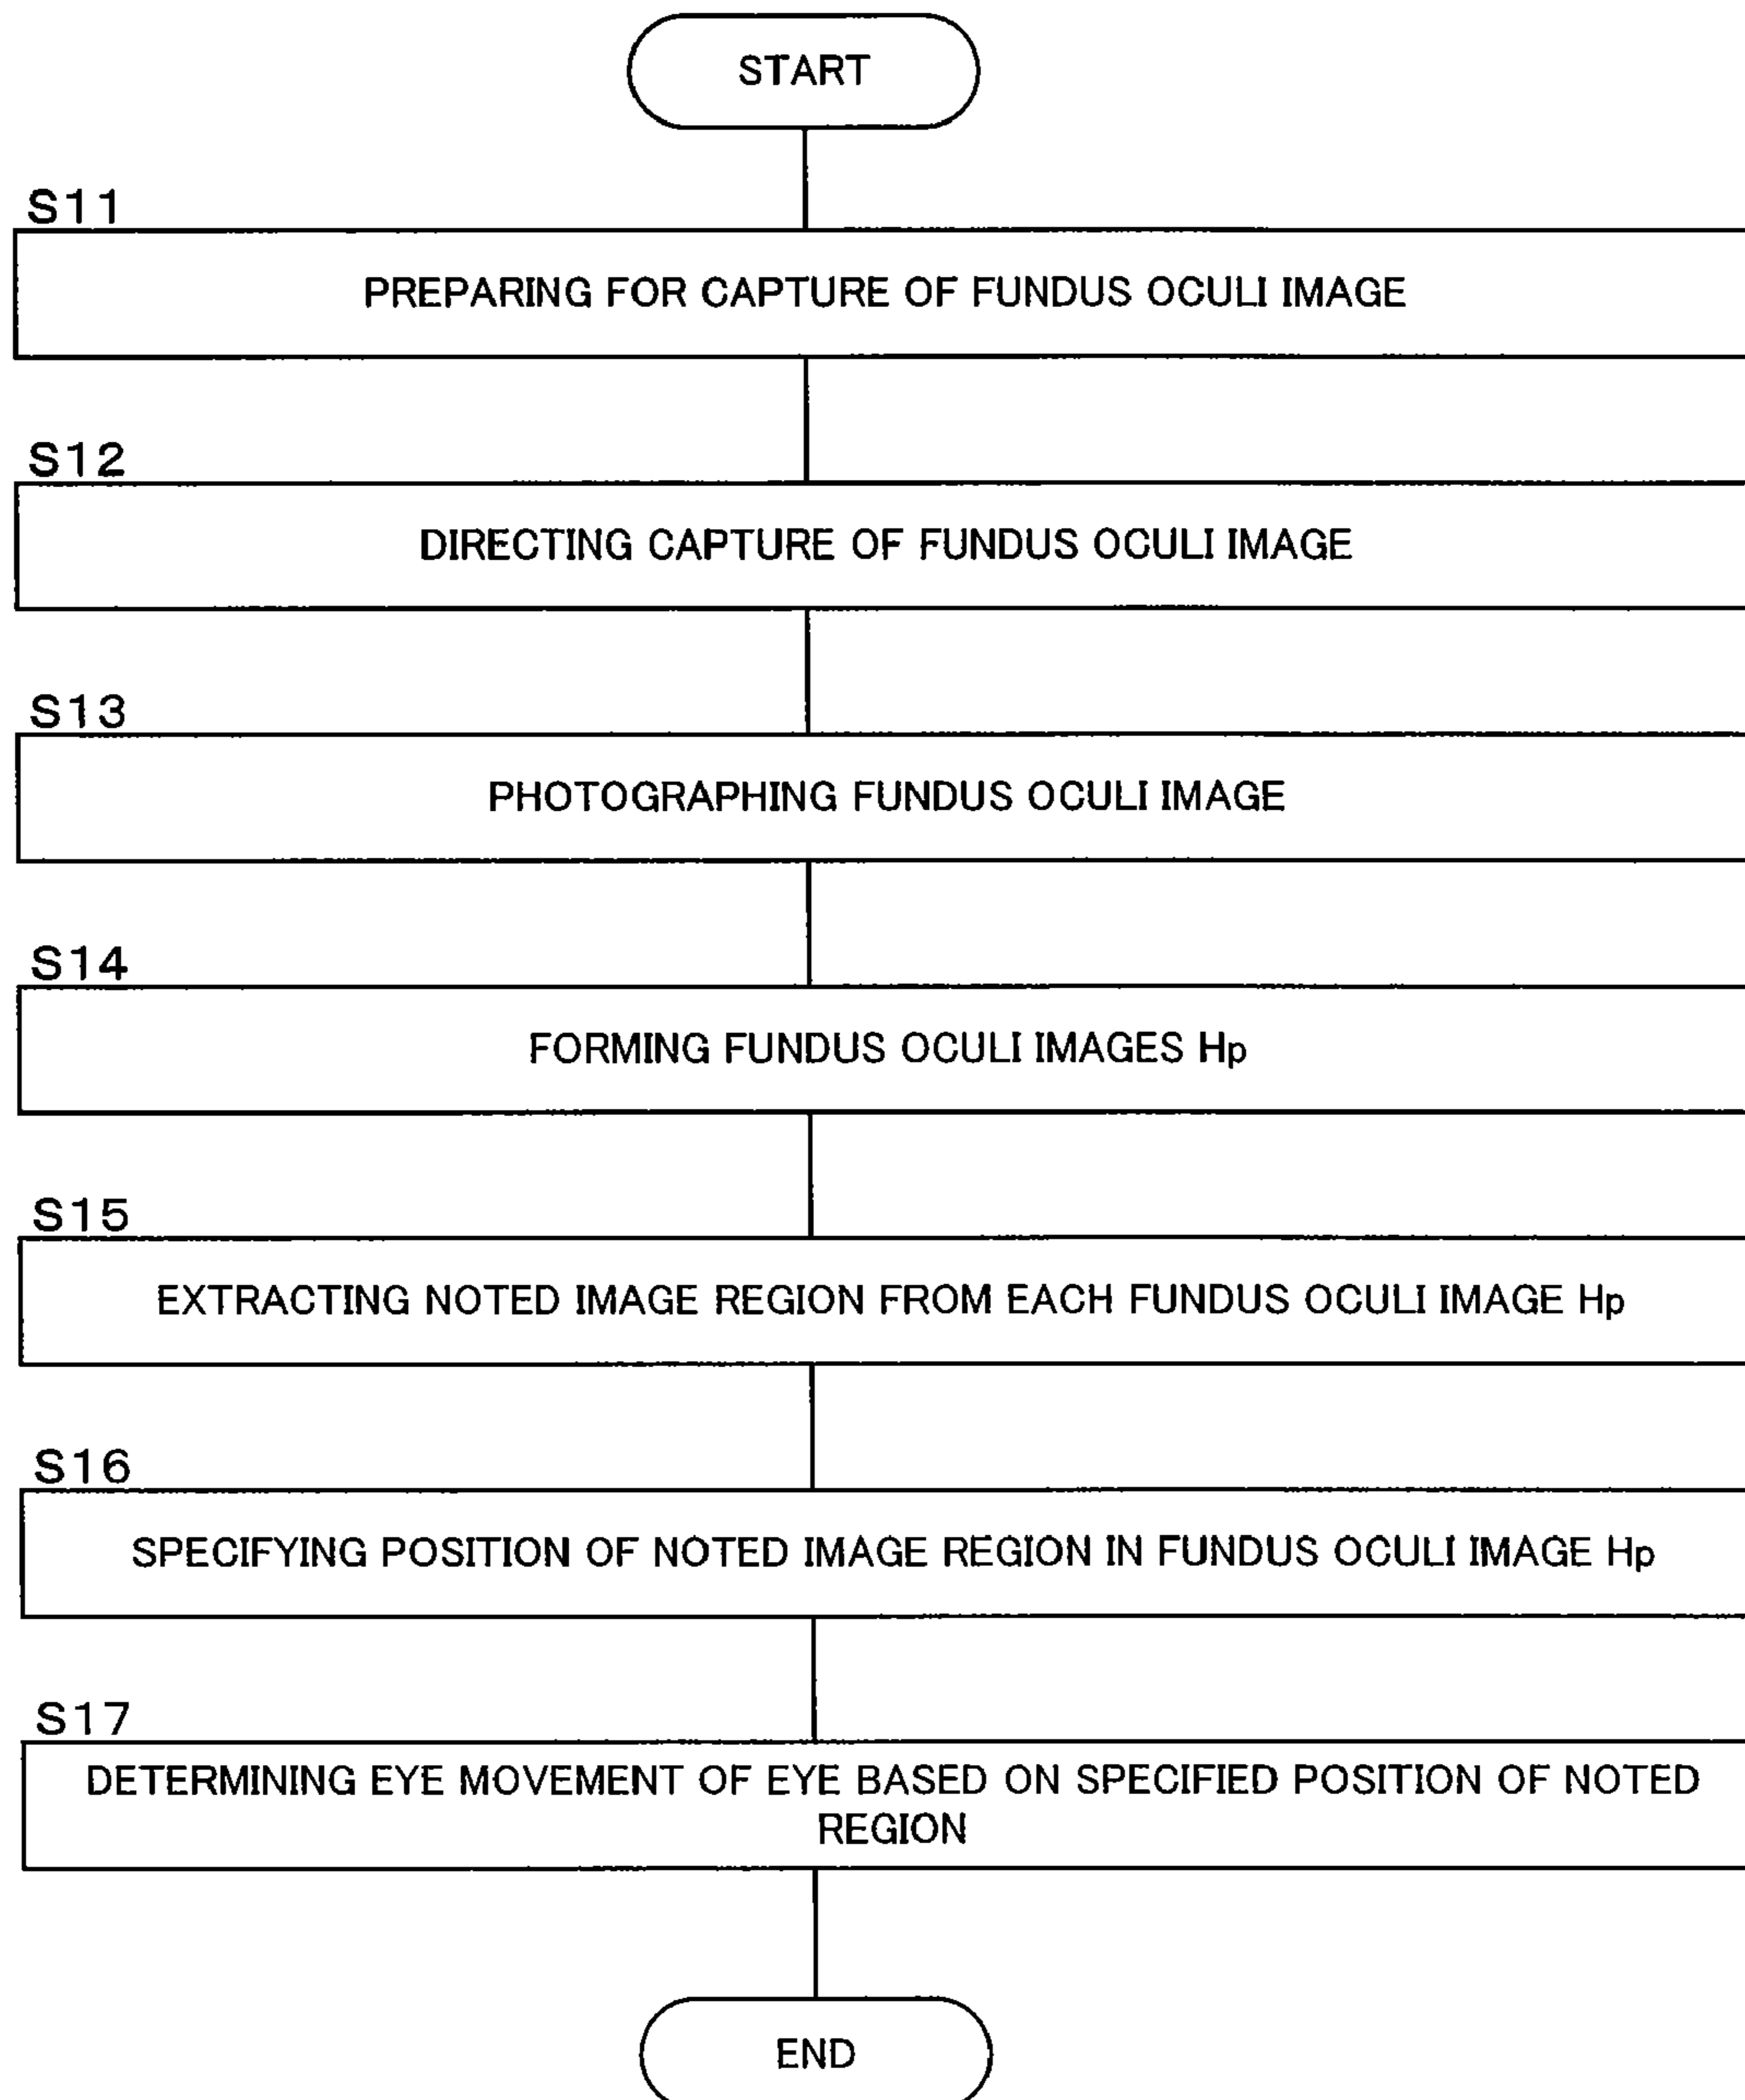 START
S11
PREPARING FOR CAPTURE OF FUNDUS OCULI IMAGE
S12
DIRECTING CAPTURE OF FUNDUS OCULI IMAGE
S13
PHOTOGRAPHING FUNDUS OCULI IMAGE
S14
FORMING FUNDUS OCULI IMAGES Hp
S15
EXTRACTING NOTED IMAGE REGION FROM EACH FUNDUS OCULI IMAGE Hp
S16
SPECIFYING POSITION OF NOTED IMAGE REGION IN FUNDUS OCULI IMAGE Hp
S17
DETERMINING EYE MOVEMENT OF EYE BASED ON SPECIFIED POSITION OF NOTED
REGION
END